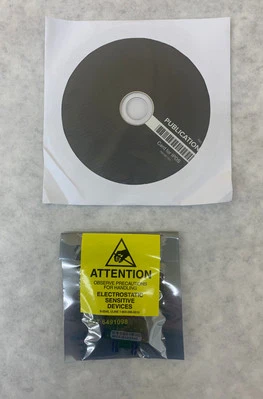 PUBLICATION
ATTENTION
OBSERVE PRECAUTIONS
FOR HANDLING
ELECTROSTATIC
SENSITIVE
DEVICES